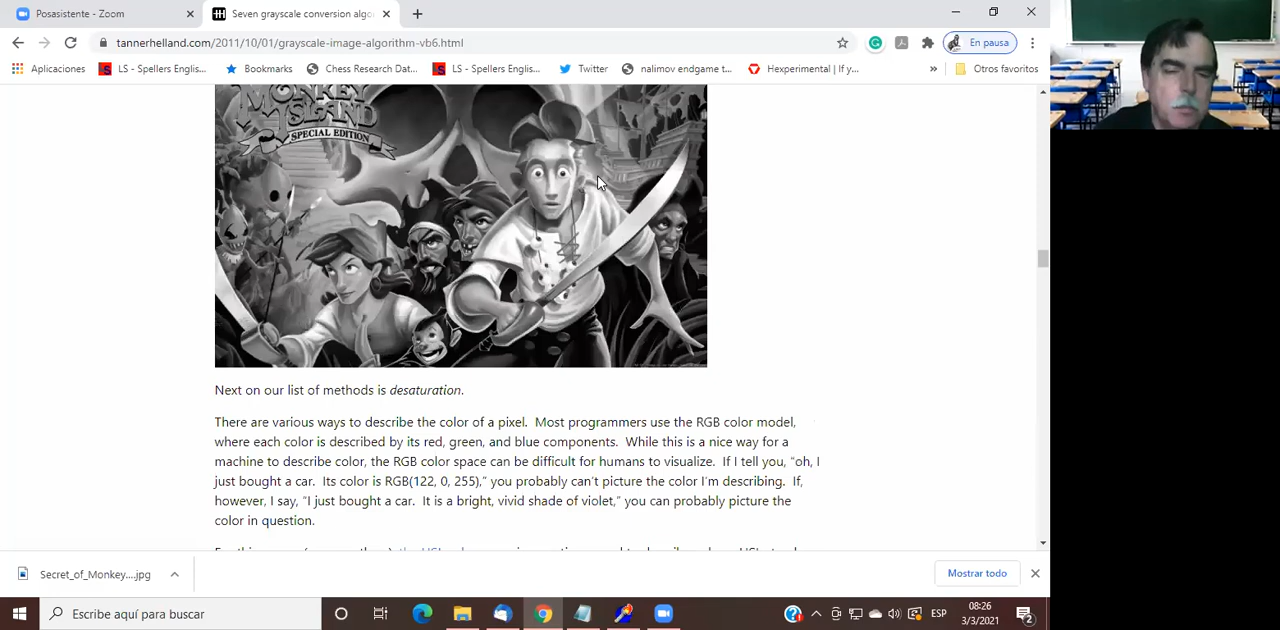 Posasistente - Zoom
Seven grayscale conversion algo
tannerhelland.com/2011/10/01/grayscale-image-algorithm-vb6.html
En pausa
Aplicaciones
LS - Spellers Englis...
Bookmarks
Chess Research Dat...
LS - Spellers Englis...
Twitter
nalimov endgame t...
Hexperimental | If y...
»
Otros favoritos
MONKEY
ISLAND
SPECIAL EDITION
Next on our list of methods is desaturation.
There are various ways to describe the color of a pixel.  Most programmers use the RGB color model,
where each color is described by its red, green, and blue components.  While this is a nice way for a
machine to describe color, the RGB color space can be difficult for humans to visualize.  If I tell you, “oh, I
just bought a car.  Its color is RGB(122, 0, 255),” you probably can’t picture the color I’m describing.  If,
however, I say, “I just bought a car.  It is a bright, vivid shade of violet,” you can probably picture the
color in question.
Secret_of_Monkey....jpg
Mostrar todo
Escribe aquí para buscar
ESP
08:26
3/3/2021
2